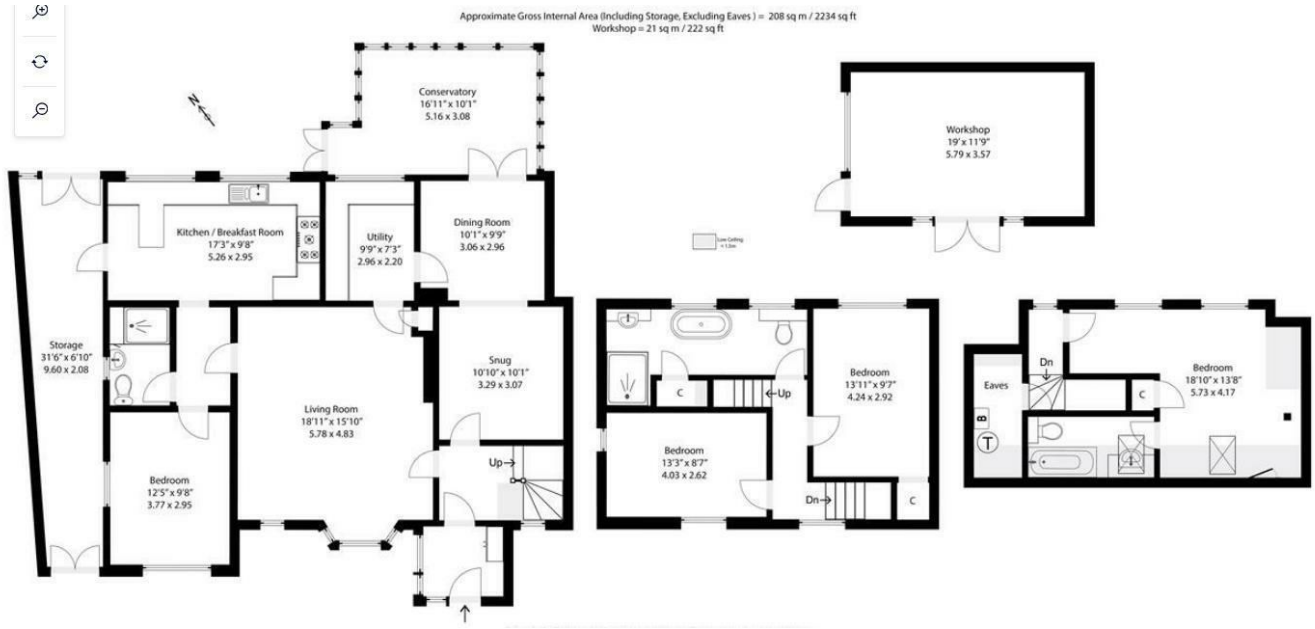 Approximate Gross Internal Area (Including Storage, Excluding Eaves ) = 208 sq m / 2234 sq ft
Workshop = 21 sq m / 222 sq ft
Conservatory
16'11" x 10'1"
5.16 x 3.08
N
Workshop
19' x 11'9"
5.79 x 3.57
Kitchen / Breakfast Room
17'3" x 9'8"
5.26 x 2.95
Utility
9'9" x 7'3"
2.96 x 2.20
Dining Room
10'1" x 9'9"
3.06 x 2.96
Low Ceiling
< 1.5m
Storage
31'6" x 6'10"
9.60 x 2.08
Snug
10'10" x 10'1"
3.29 x 3.07
Living Room
18'11" x 15'10"
5.78 x 4.83
Bedroom
12'5" x 9'8"
3.77 x 2.95
Up
C
Up
Bedroom
13'11" x 9'7"
4.24 x 2.92
Bedroom
13'3" x 8'7"
4.03 x 2.62
Dn
C
Dn
Eaves
B
T
C
Bedroom
18'10" x 13'8"
5.73 x 4.17